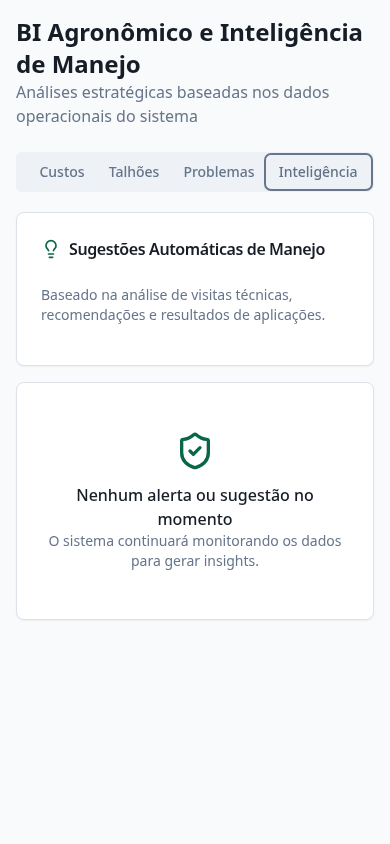 BI Agronômico e Inteligência
de Manejo
Análises estratégicas baseadas nos dados
operacionais do sistema
Custos
Talhões
Problemas
Inteligência
Sugestões Automáticas de Manejo
Baseado na análise de visitas técnicas,
recomendações e resultados de aplicações.
Nenhum alerta ou sugestão no
momento
O sistema continuará monitorando os dados
para gerar insights.